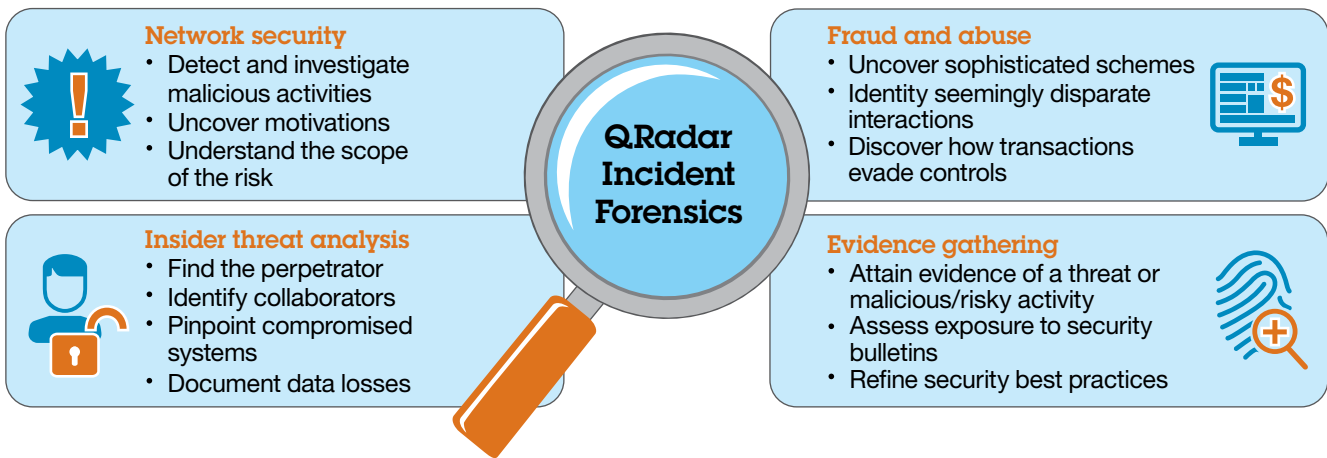 Network security
• Detect and investigate
malicious activities
• Uncover motivations
• Understand the scope
of the risk
Insider threat analysis
• Find the perpetrator
• Identify collaborators
• Pinpoint compromised
systems
• Document data losses
QRadar
Incident
Forensics
Fraud and abuse
• Uncover sophisticated schemes
• Identity seemingly disparate
interactions
• Discover how transactions
evade controls
$
Evidence gathering
• Attain evidence of a threat or
malicious/risky activity
• Assess exposure to security
bulletins
• Refine security best practices